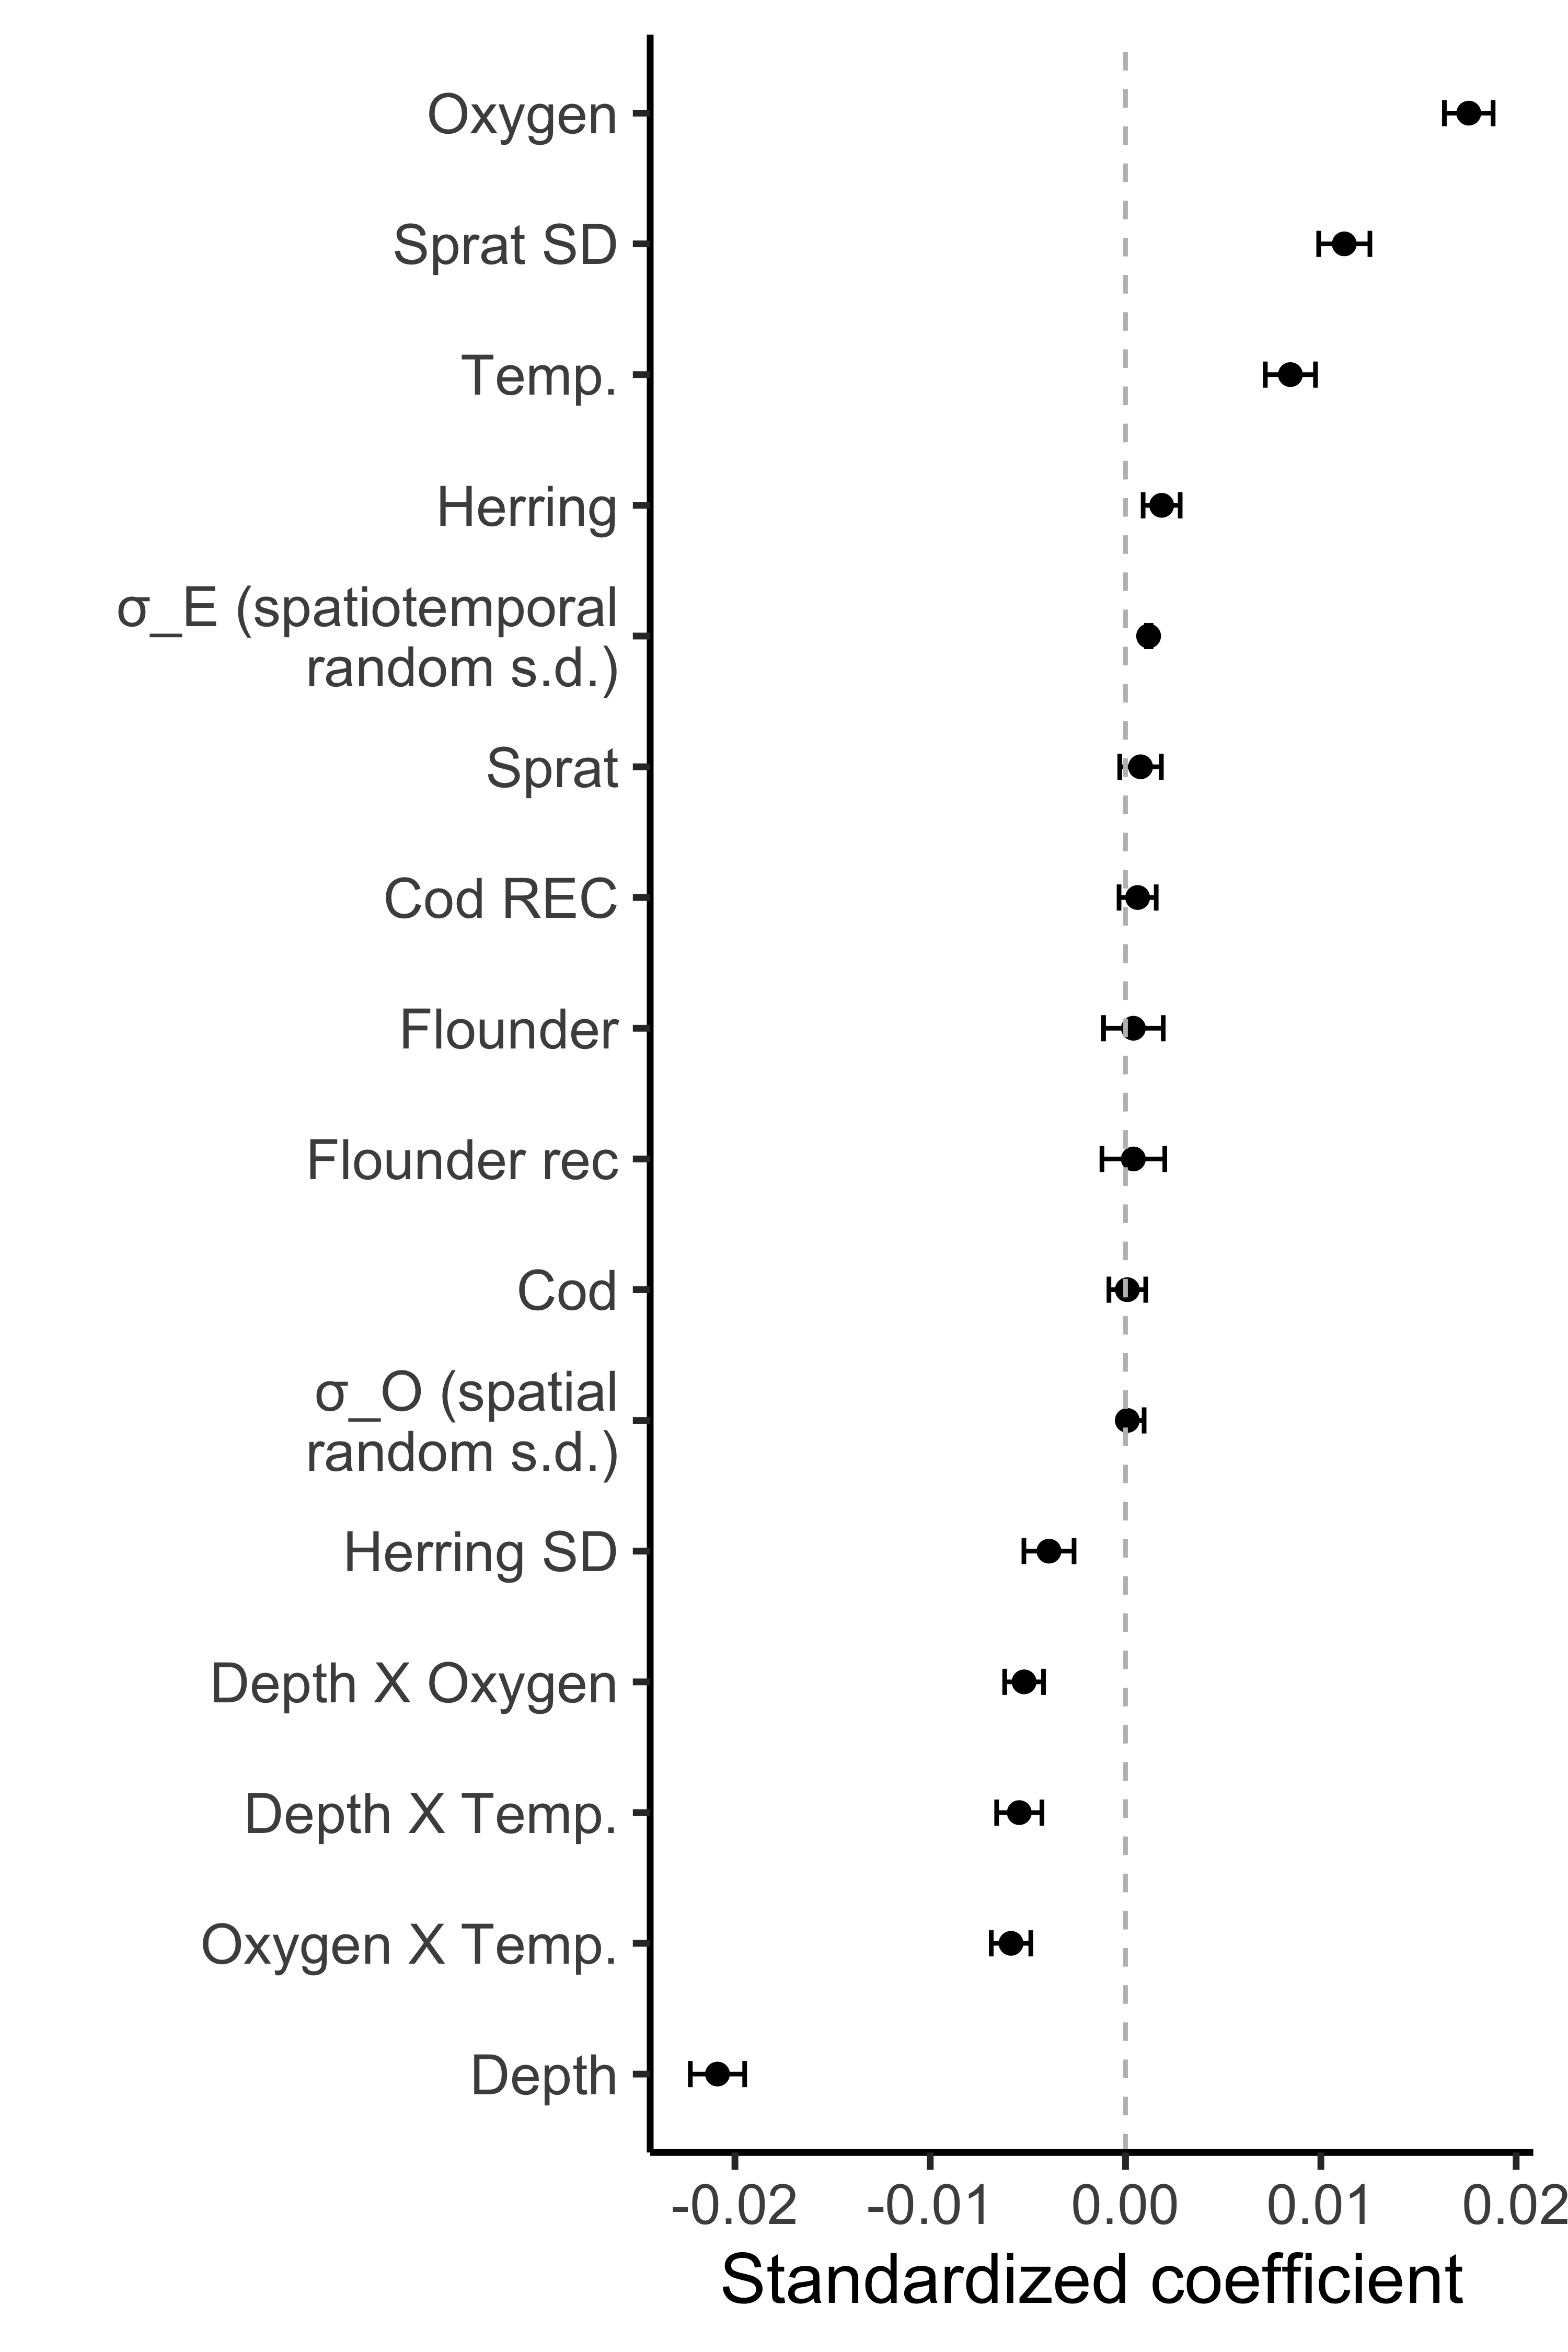 Oxygen
Sprat SD
Temp.
Herring
σ_E (spatiotemporal
random s.d.)
Sprat
Cod REC
Flounder
Flounder rec
Cod
σ_O (spatial
random s.d.)
Herring SD
Depth X Oxygen
Depth X Temp.
Oxygen X Temp.
Depth
-0.02 -0.01 0.00 0.01 0.02
Standardized coefficient